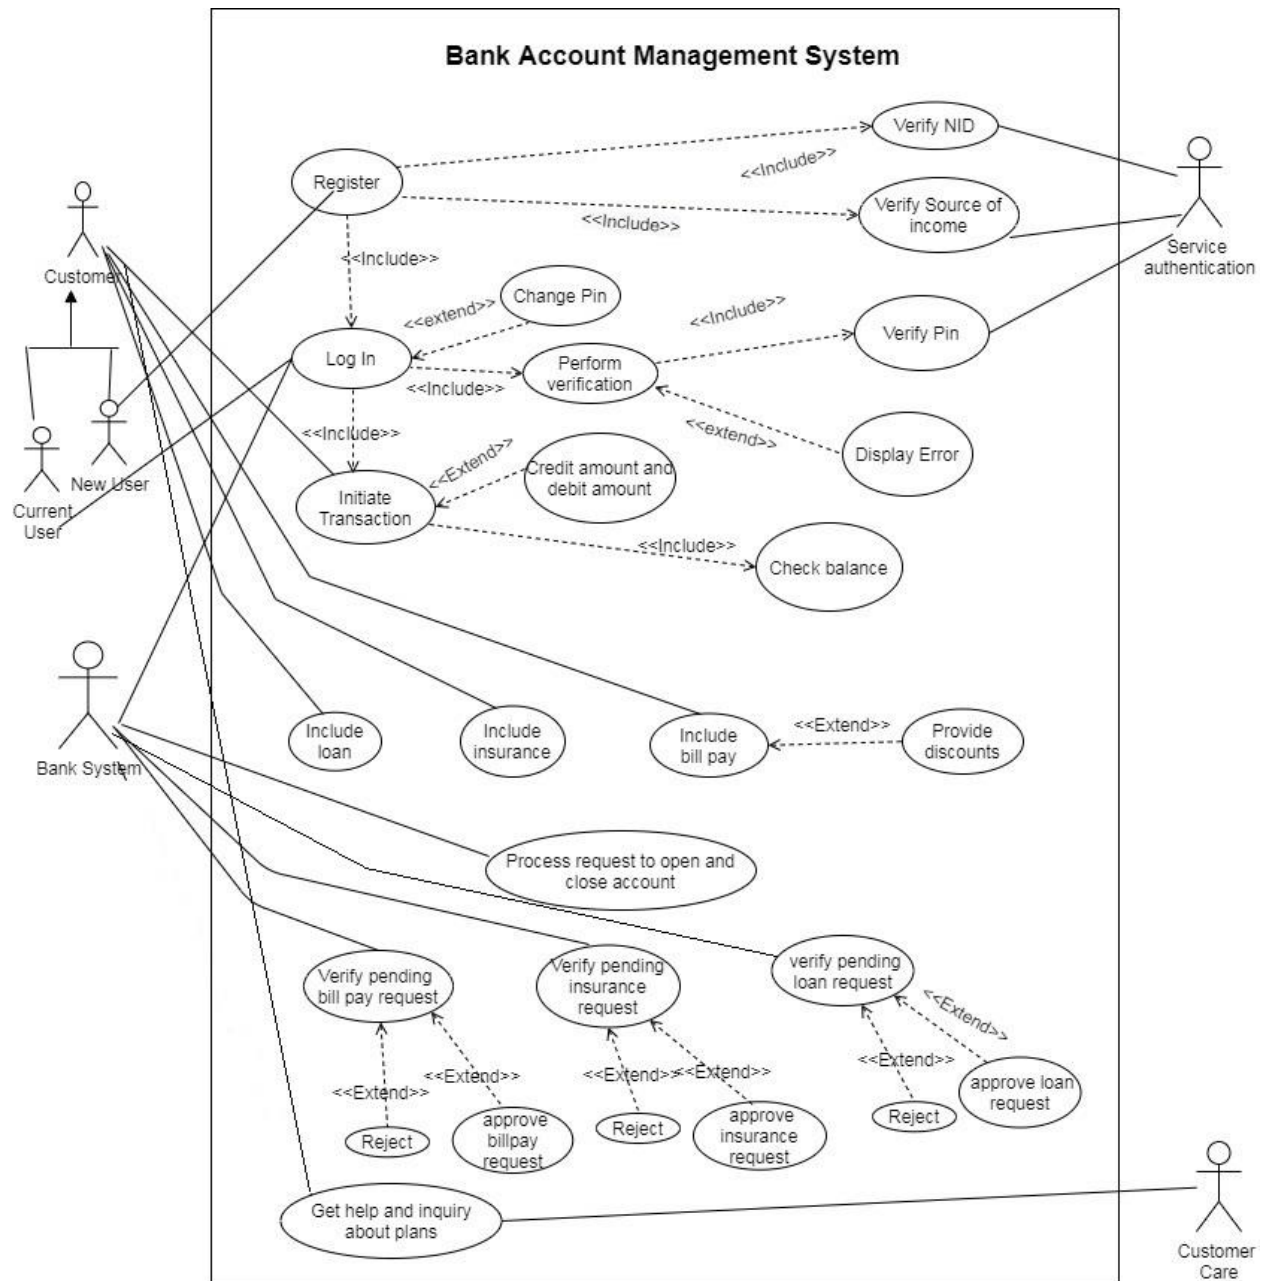 Bank Account Management System
Verify NID
<<Include>>
Register
Verify Source of
income
<<Include>>
Service
authentication
Customer
<<Include>>
Change Pin
<<extend>>
<<Include>>
Verify Pin
Log In
Perform
verification
<<Include>>
<<extend>>
Display Error
<<Include>>
<<Extend>>
Credit amount and
debit amount
New User
Current
User
Initiate
Transaction
<<Include>>
Check balance
Include
loan
Include
insurance
Include
bill pay
<<Extend>>
Provide
discounts
Bank System
Process request to open and
close account
Verify pending
bill pay request
Verify pending
insurance
request
verify pending
loan request
<<Extend>>
<<Extend>>
<<Extend>>
<<Extend>>
<<Extend>>
<<Extend>>
Reject
approve
billpay
request
Reject
approve
insurance
request
Reject
approve loan
request
Get help and inquiry
about plans
Customer
Care